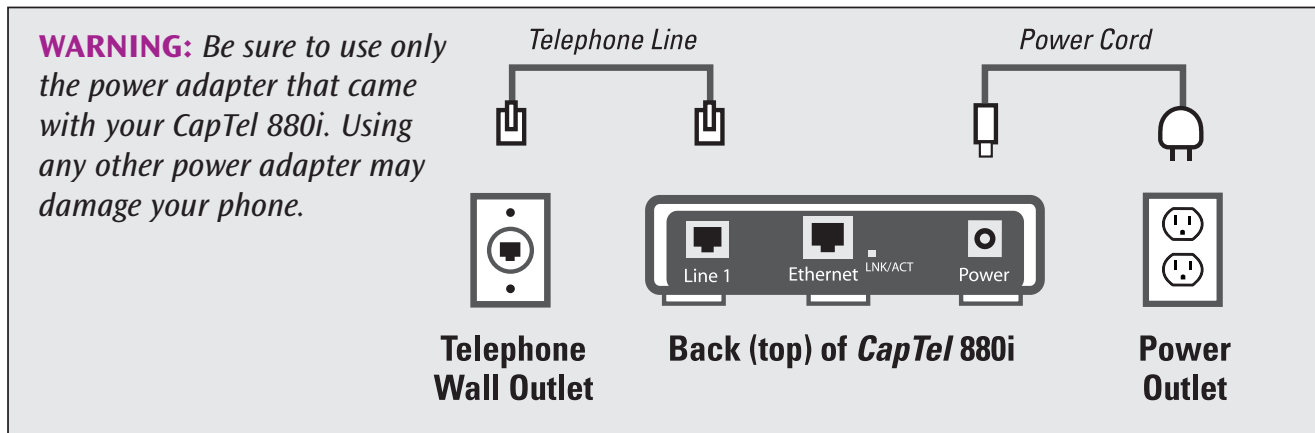 WARNING: Be sure to use only
the power adapter that came
with your CapTel 880i. Using
any other power adapter may
damage your phone.
Telephone Line
Power Cord
Line 1
Ethernet
LNK/ACT
Power
Telephone
Wall Outlet
Back (top) of CapTel 880i
Power
Outlet